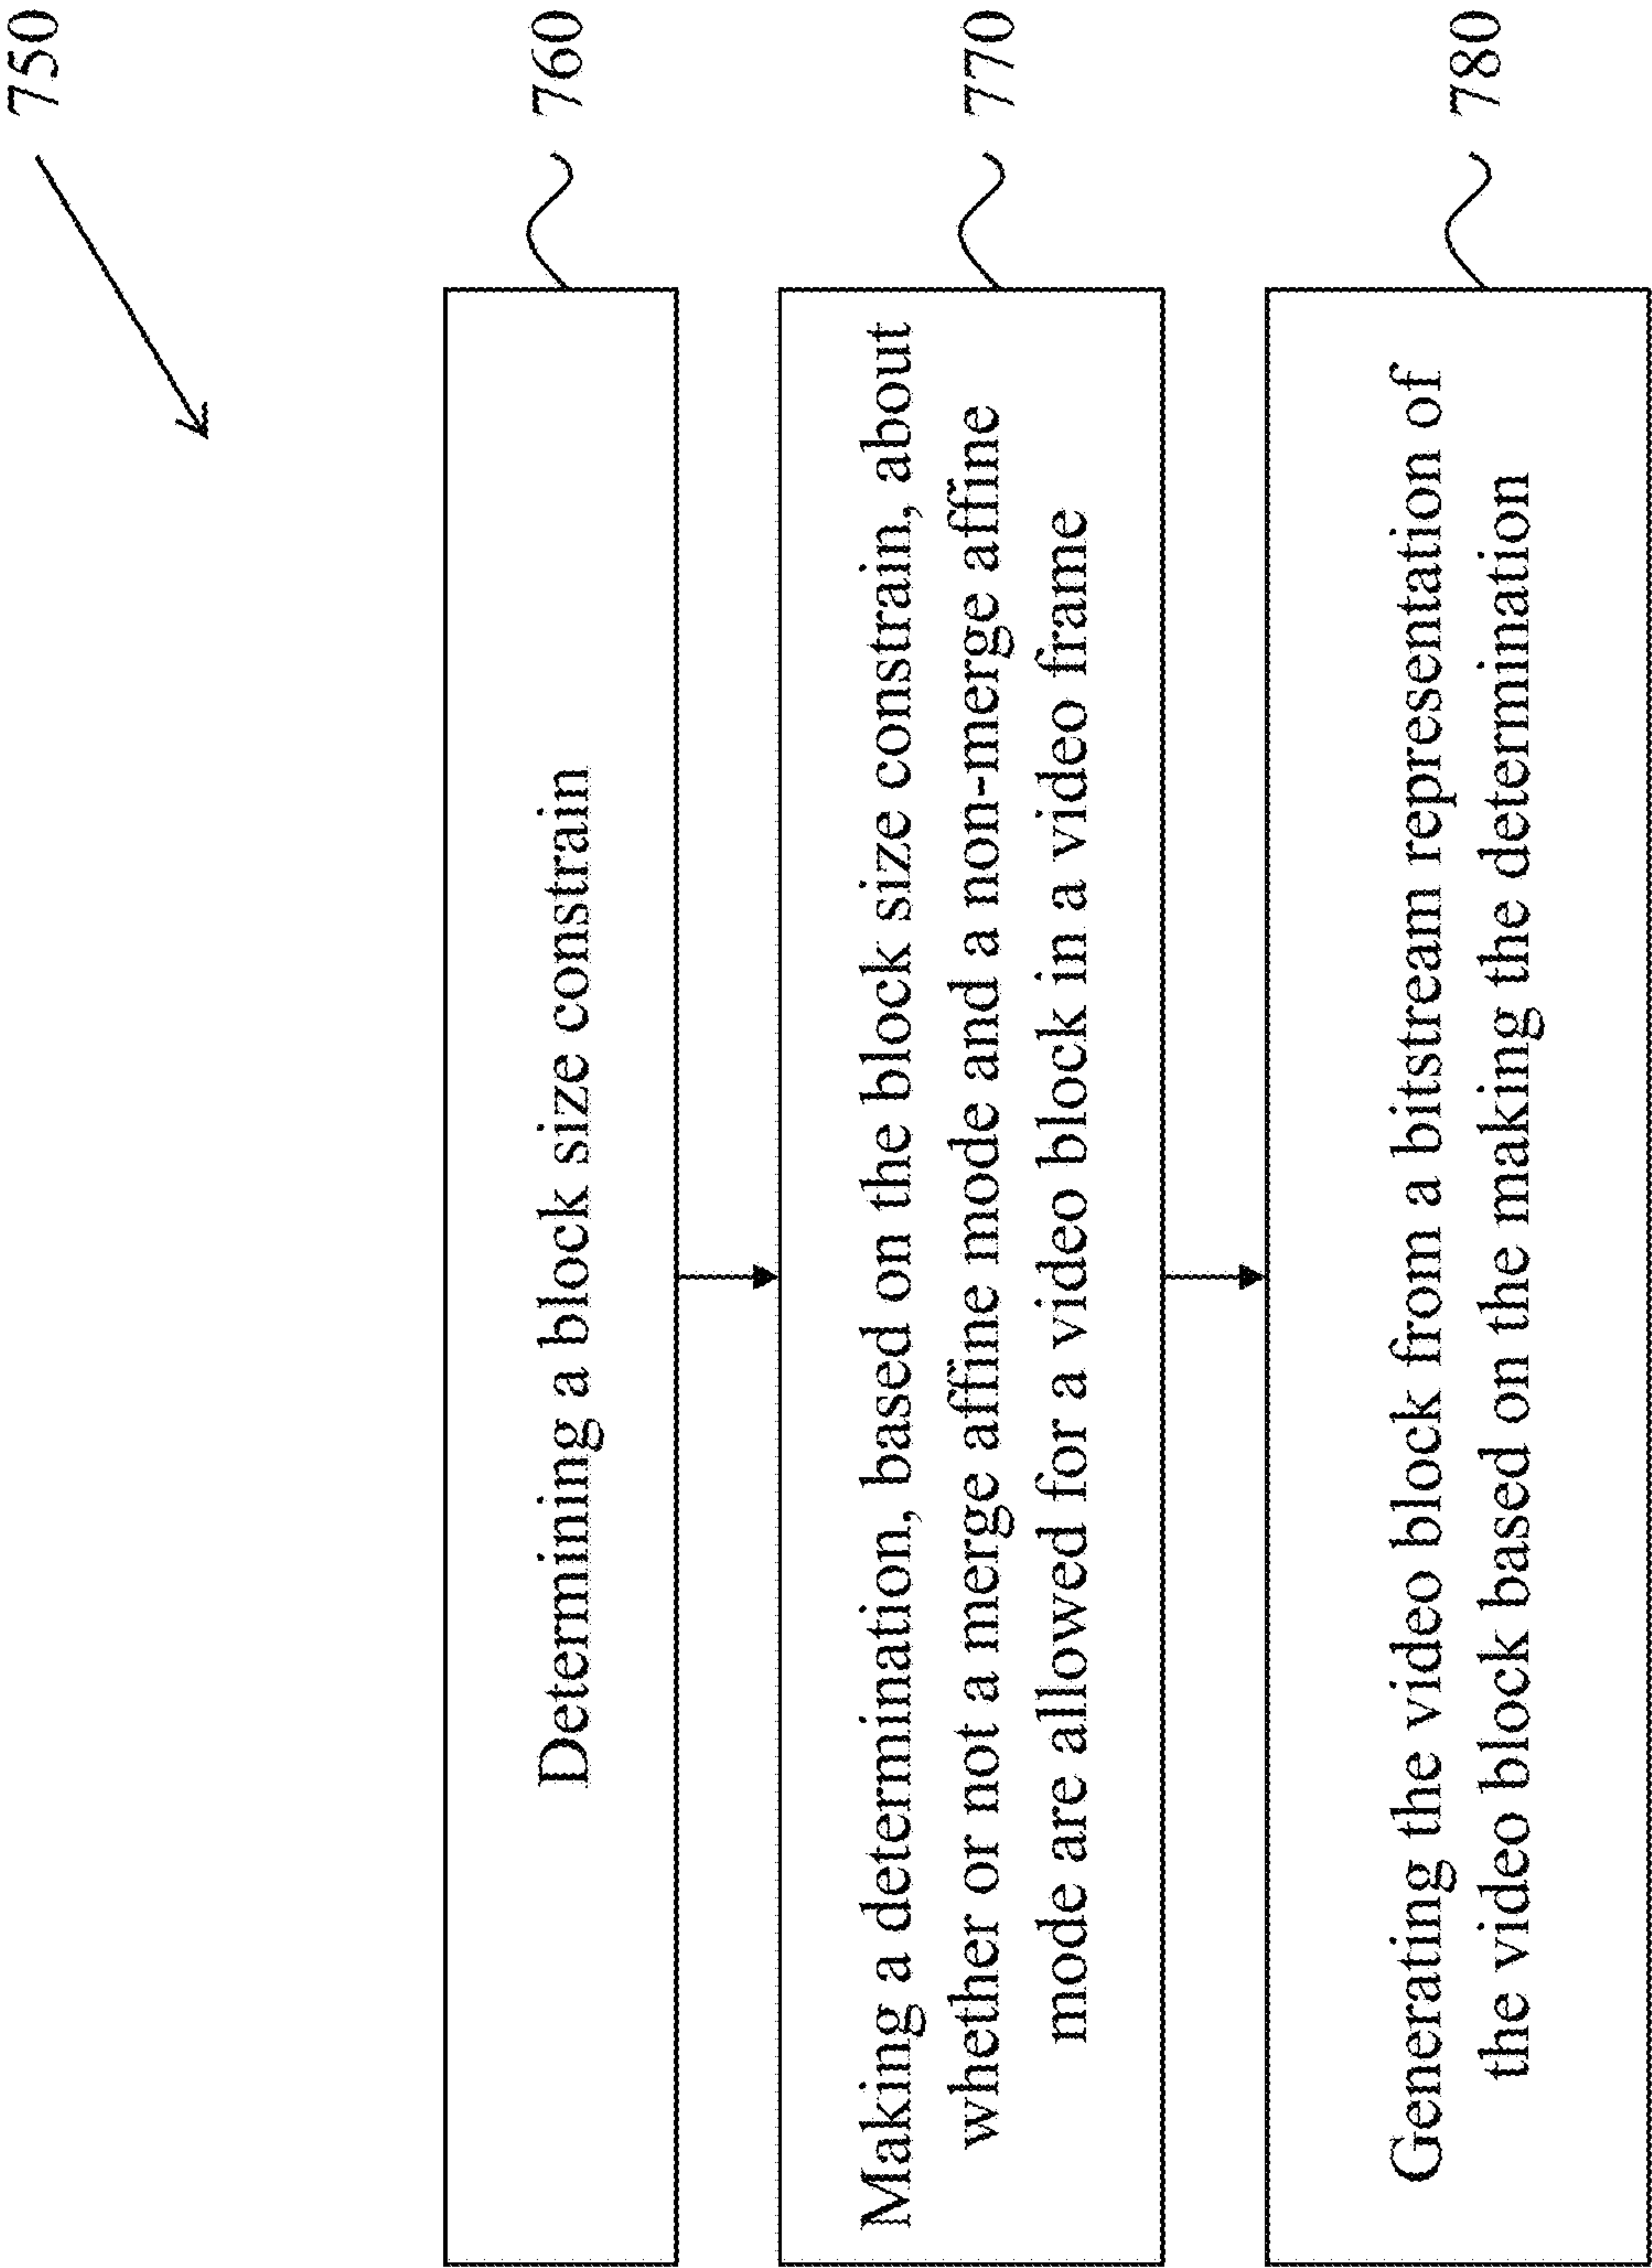 750
Determining a block size constrain
760
Making a determination, based on the block size constrain, about
whether or not a merge affine mode and a non-merge affine
mode are allowed for a video block in a video frame
770
Generating the video block from a bitstream representation of
the video block based on the making the determination
780